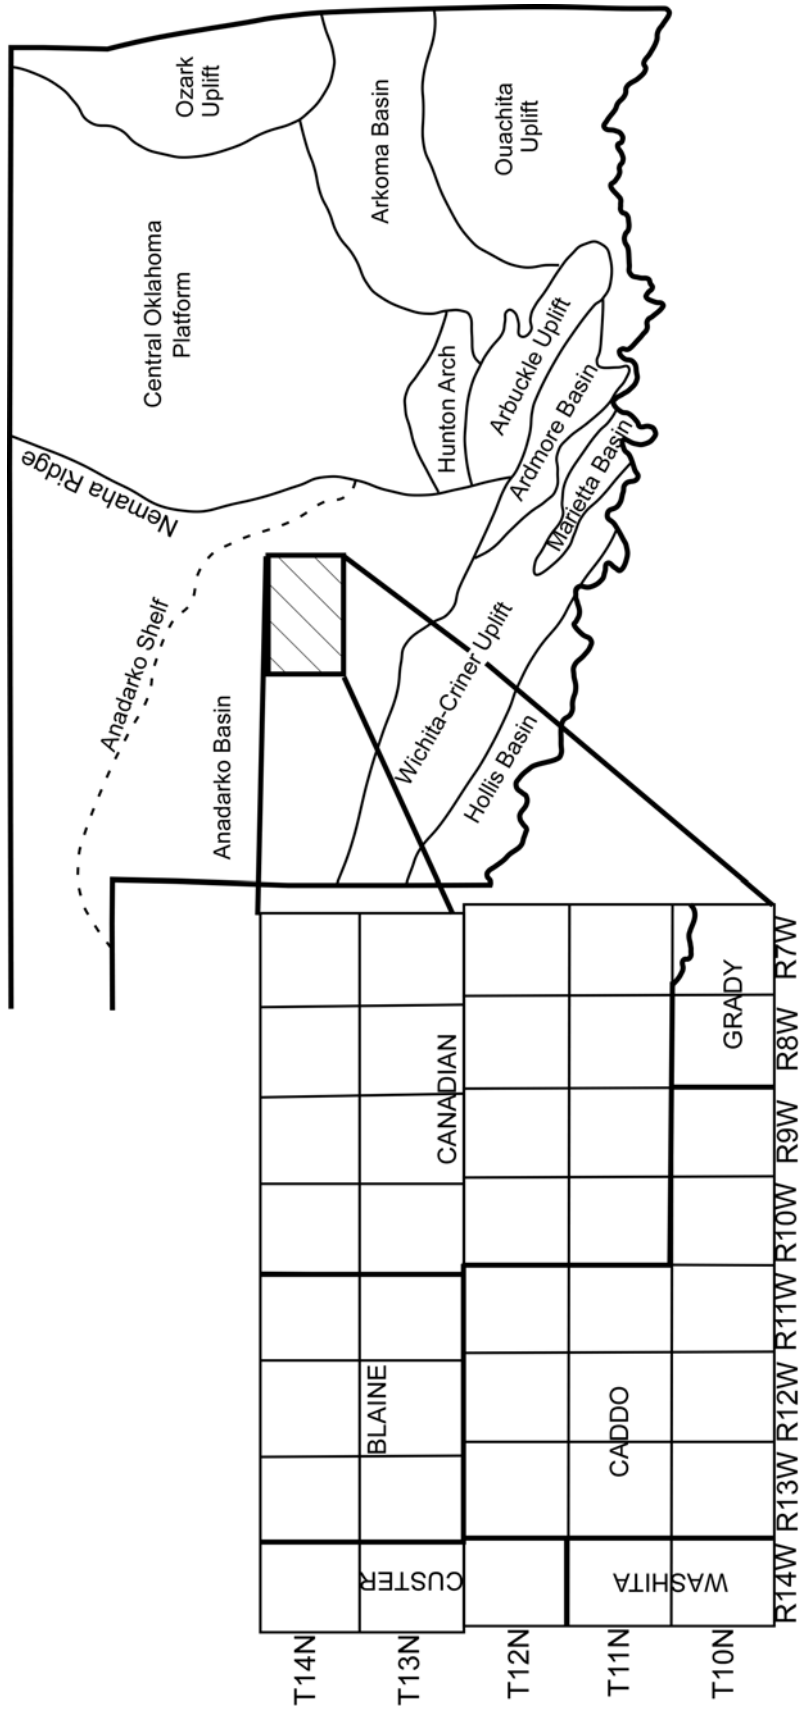 Ozark
Uplift
Arkoma Basin
Ouachita
Uplift
Central Oklahoma
Platform
Hunton Arch
Arbuckle Uplift
Ardmore Basin
Marietta Basin
Nemaha Ridge
Anadarko Shelf
Anadarko Basin
Wichita-Criner Uplift
Hollis Basin
CANADIAN
GRADY
BLAINE
CADDO
CUSTER
WASHITA
T14N
T13N
T12N
T11N
T10N
R14W R13W R12W R11W R10W R9W R8W R7W